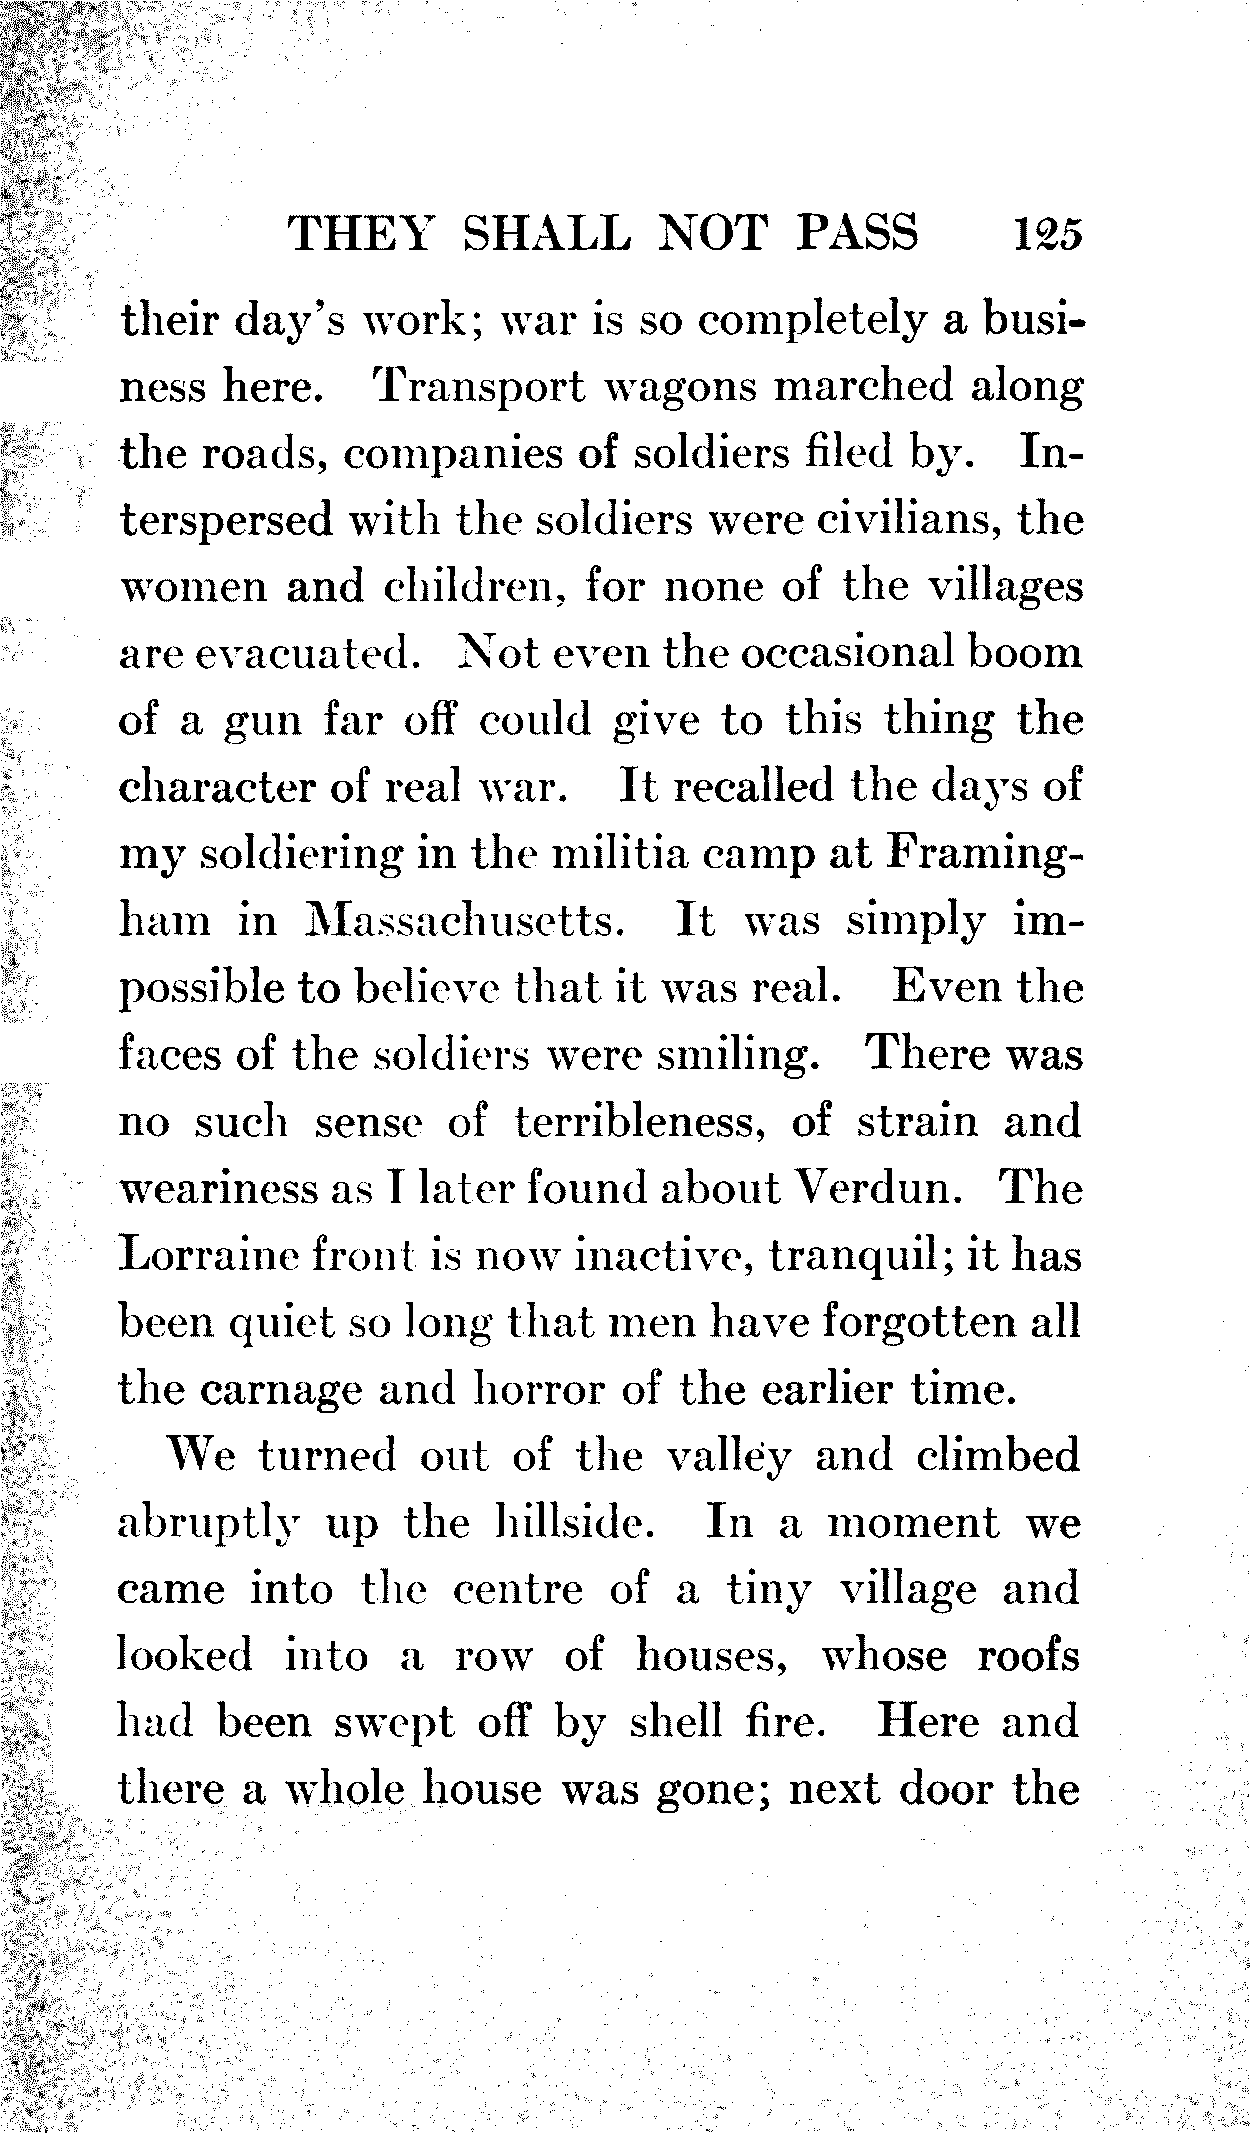 THEY SHALL NOT PASS 125
their day's work; war is so completely a busi-
ness here. Transport wagons marched along
the roads, companies of soldiers filed by. In-
terspersed with the soldiers were civilians, the
women and children, for none of the villages
are evacuated. Not even the occasional boom
of a gun far off could give to this thing the
character of real war. It recalled the days of
my soldiering in the militia camp at Framing-
ham in Massachusetts. It was simply im-
possible to believe that it was real. Even the
faces of the soldiers were smiling. There was
no such sense of terribleness, of strain and
weariness as I later found about Verdun. The
Lorraine front is now inactive, tranquil; it has
been quiet so long that men have forgotten all
the carnage and horror of the earlier time.
We turned out of the valley and climbed
abruptly up the hillside. In a moment we
came into the centre of a tiny village and
looked into a row of houses, whose roofs
had been swept off by shell fire. Here and
there a whole house was gone; next door the